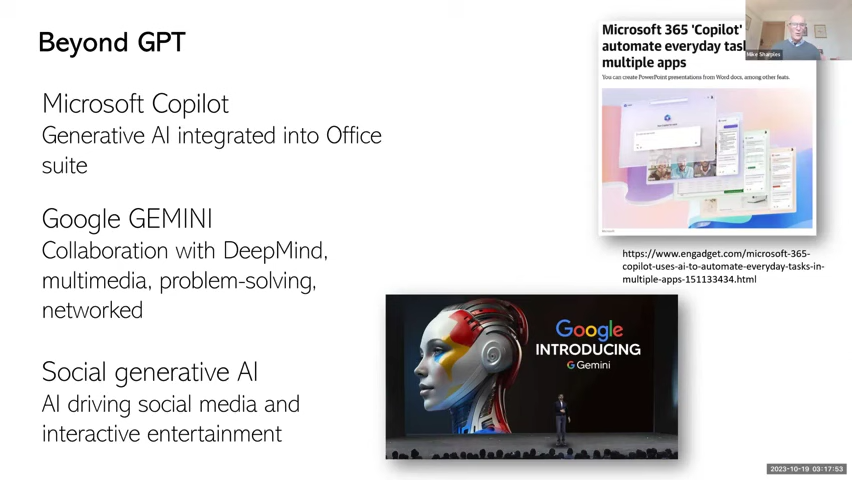 Beyond GPT
Microsoft Copilot
Generative AI integrated into Office
suite
Google GEMINI
Collaboration with DeepMind,
multimedia, problem-solving,
networked
Social generative AI
AI driving social media and
interactive entertainment
Microsoft 365 'Copilot'
automate everyday tas
multiple apps
You can create PowerPoint presentations from Word docs, among other feats.
Mike Sharples
https://www.engadget.com/microsoft-365-
copilot-uses-ai-to-automate-everyday-tasks-in-
multiple-apps-151133434.html
Google
INTRODUCING
Gemini
2023-10-19 03:17:53